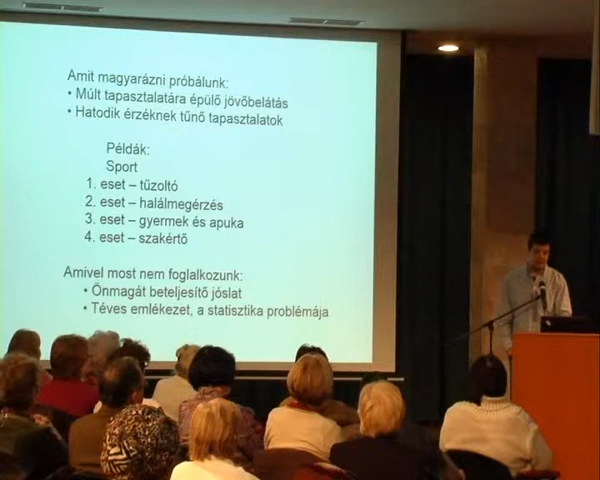 Amit magyarázni próbálunk:
• Múlt tapasztalatára épülő jövőbelátás
• Hatodik érzéknek tűnő tapasztalatok
Példák:
Sport
1. eset – tűzoltó
2. eset – halálmegérzés
3. eset – gyermek és apuka
4. eset – szakértő
Amivel most nem foglalkozunk:
• Önmagát beteljesítő jóslat
• Téves emlékezet, a statisztika problémája